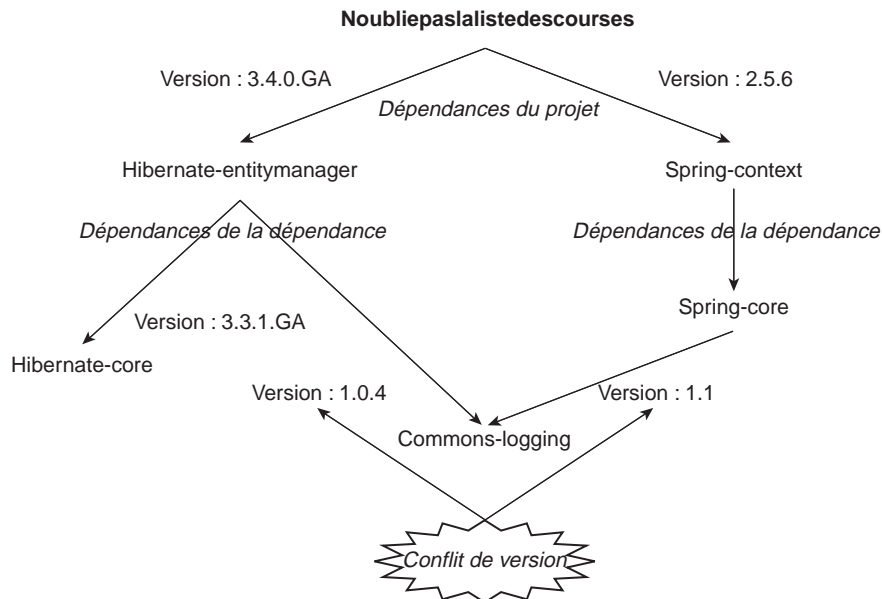 Noubliepaslalistedescourses
Version : 3.4.0.GA
Version : 2.5.6
Dépendances du projet
Hibernate-entitymanager
Spring-context
Dépendances de la dépendance
Dépendances de la dépendance
Spring-core
Version : 3.3.1.GA
Hibernate-core
Version : 1.0.4
Version : 1.1
Commons-logging
Conflit de version